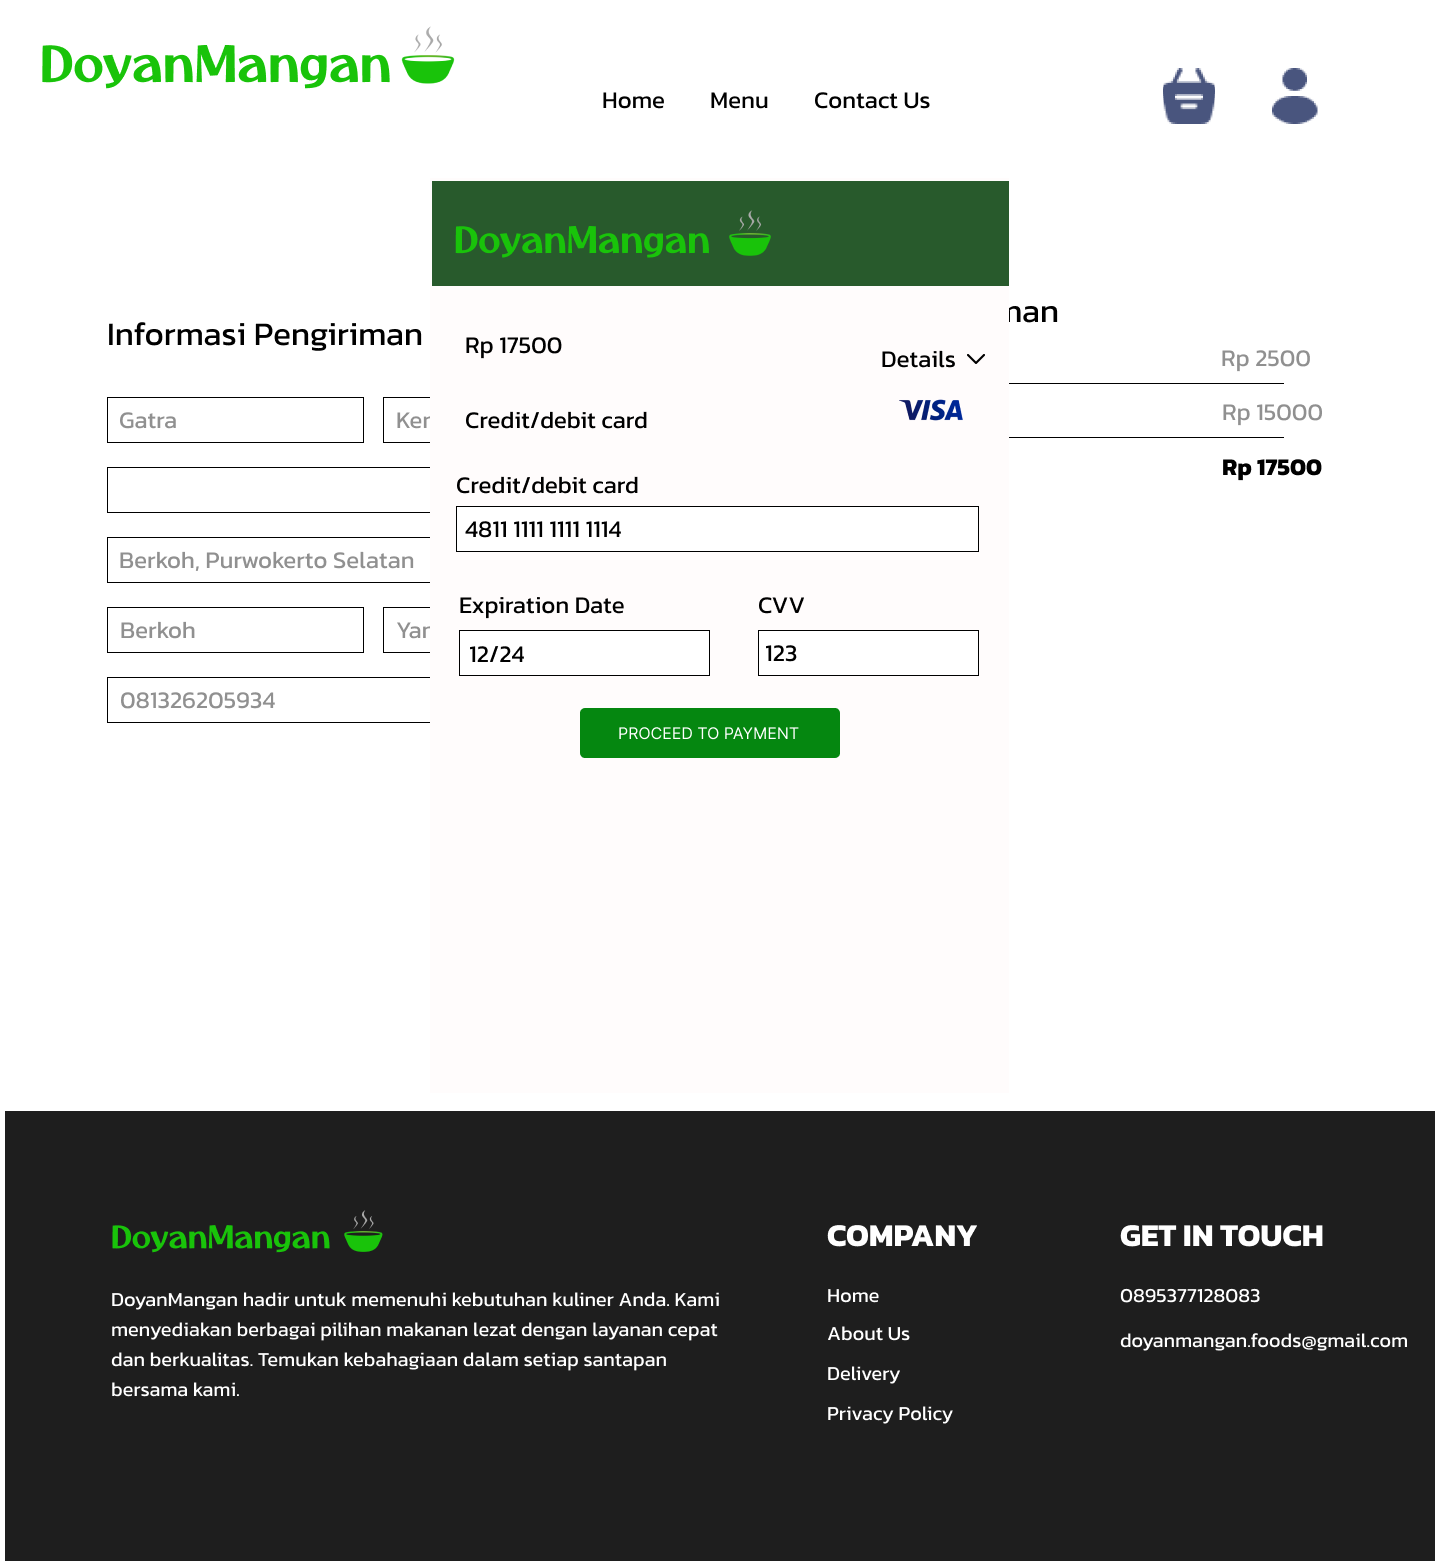 DoyanMangan
Home Menu Contact Us
DoyanMangan
Informasi Pengiriman
Rp 17500
Details
Rp 2500
Credit/debit card
VISA
Rp 15000
Gatra
Rp 17500
Credit/debit card
4811 1111 1111 1114
Berkoh, Purwokerto Selatan
Expiration Date
CVV
Berkoh
12/24
123
081326205934
PROCEED TO PAYMENT
DoyanMangan
DoyanMangan hadir untuk memenuhi kebutuhan kuliner Anda. Kami
menyediakan berbagai pilihan makanan lezat dengan layanan cepat
dan berkualitas. Temukan kebahagiaan dalam setiap santapan
bersama kami.
COMPANY
Home
About Us
Delivery
Privacy Policy
GET IN TOUCH
0895377128083
doyanmangan.foods@gmail.com